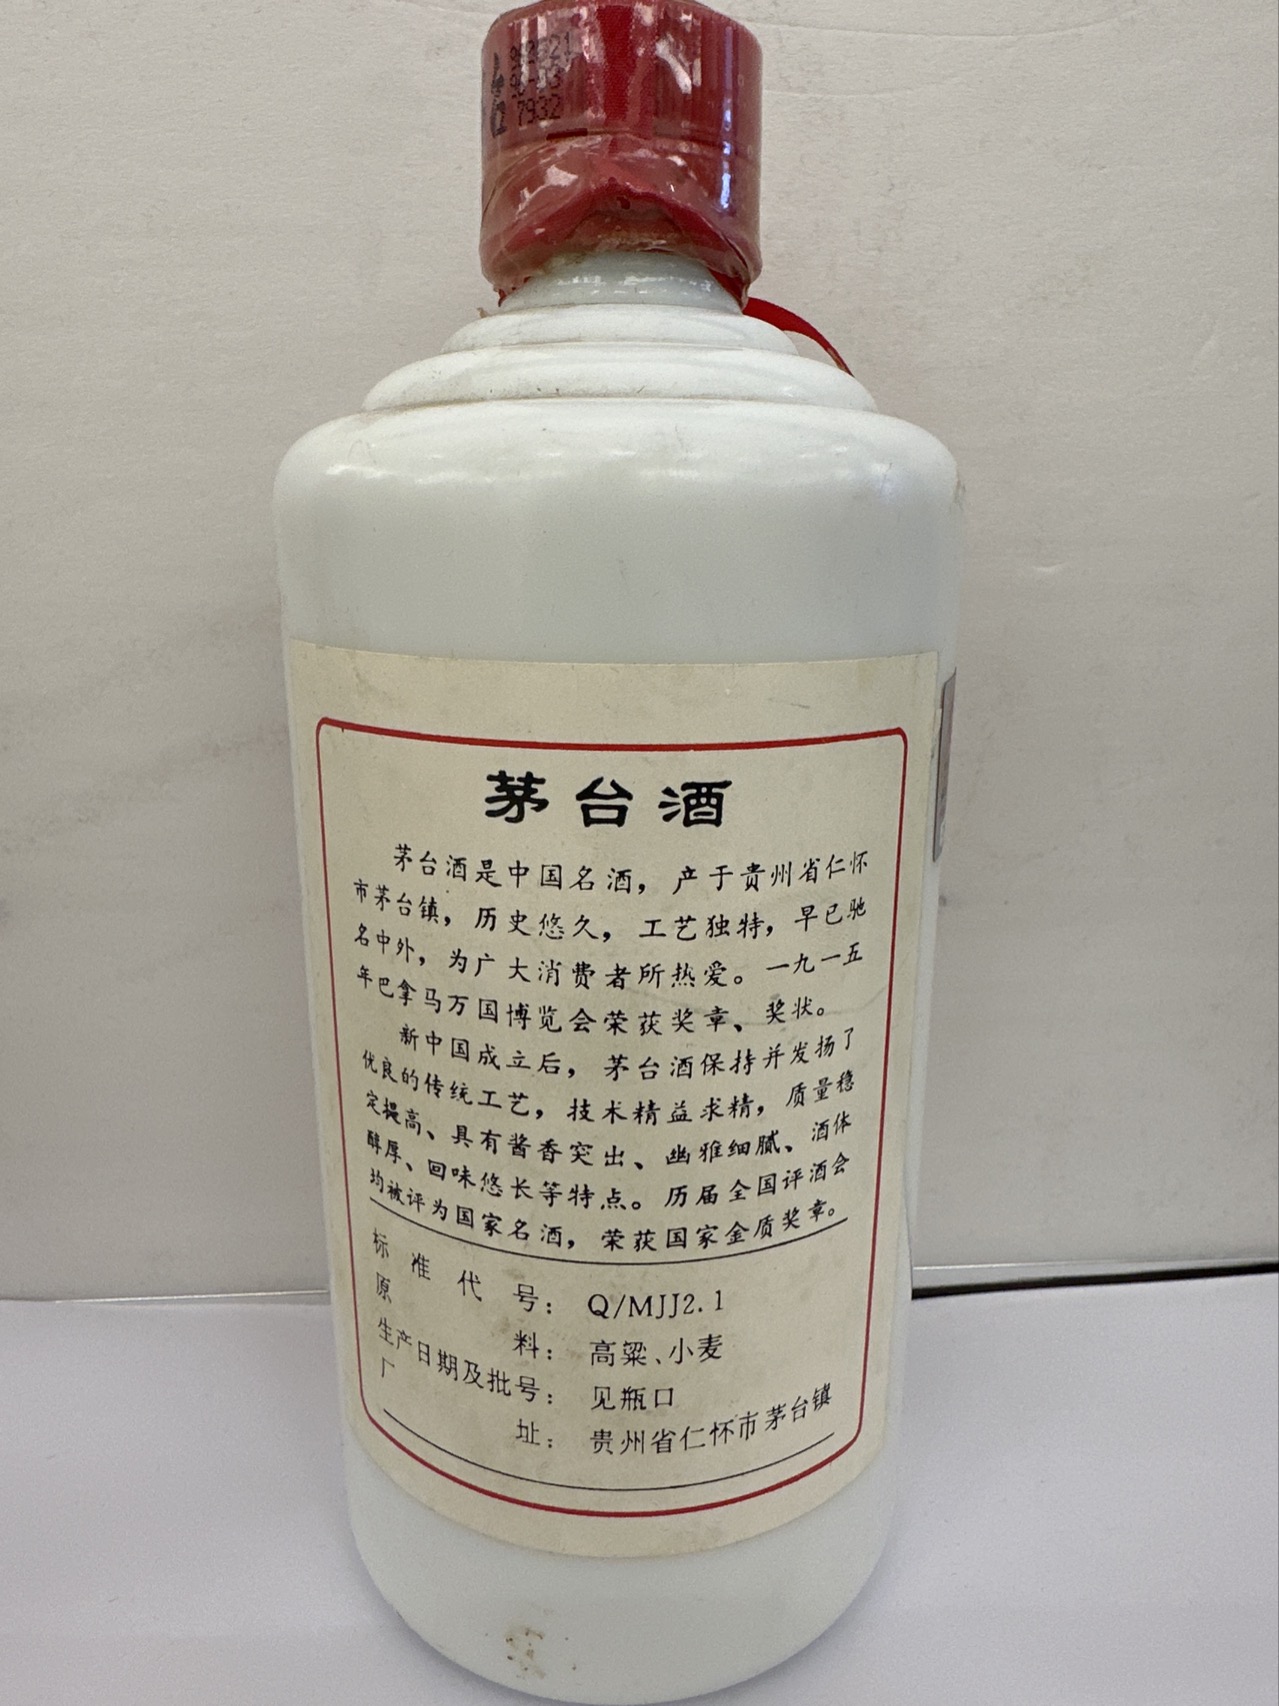 7932
茅台酒
茅台酒是中国名酒，产于贵州省仁怀
市茅台镇，历史悠久，工艺独特，早已驰
名中外，为广大消费者所热爱。一九一五
年巴拿马万国博览会荣获奖章、奖状。
新中国成立后，茅台酒保持并发扬了
优良的传统工艺，技术精益求精，质量稳
定提高、具有酱香突出、幽雅细腻、酒体
醇厚、回味悠长等特点。历届全国评酒会
均被评为国家名酒，荣获国家金质奖章。
标准代号：Q/MJJ2.1
原料：高粱、小麦
生产日期及批号：见瓶口
厂址：贵州省仁怀市茅台镇